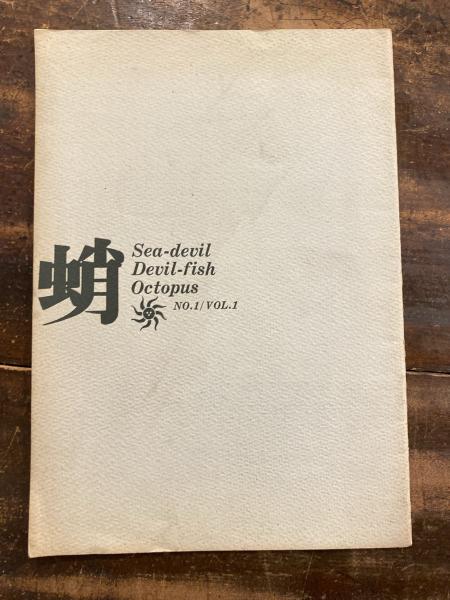 蛸
Sea-devil
Devil-fish
Octopus
NO.1/VOL.1